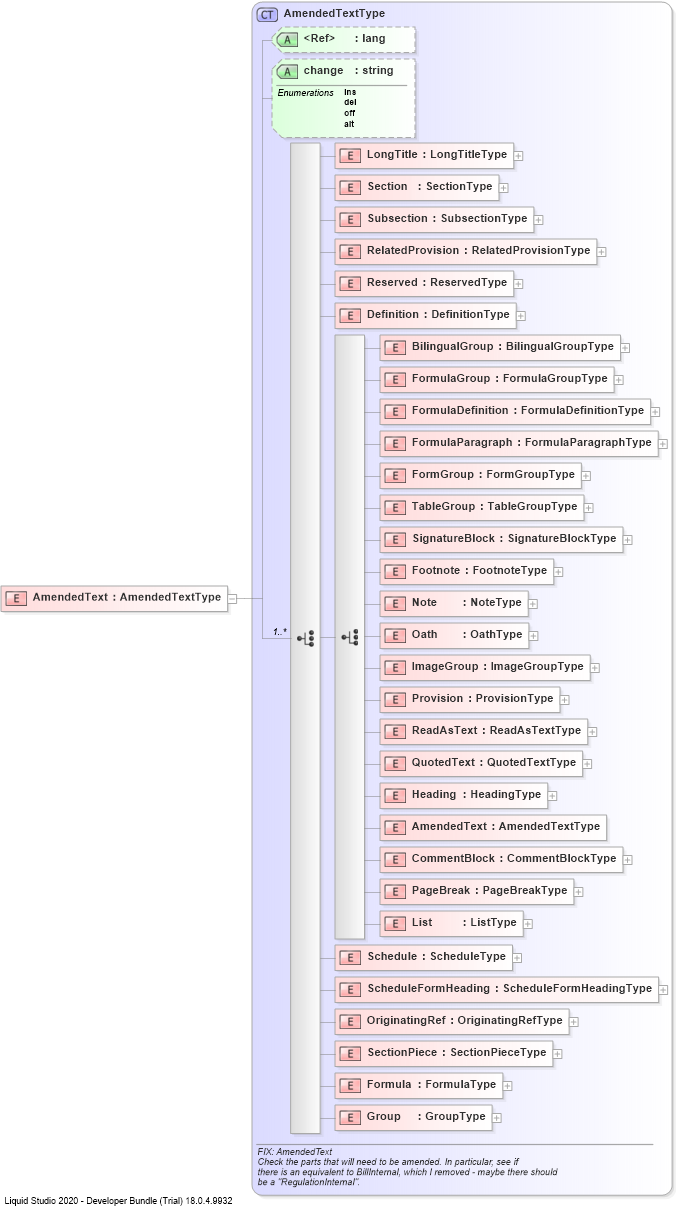 CT AmendedTextType
A <Ref> : lang
A change : string
Enumerations ins
del
off
alt
E LongTitle : LongTitleType
E Section : SectionType
E Subsection : SubsectionType
E RelatedProvision : RelatedProvisionType
E Reserved : ReservedType
E Definition : DefinitionType
E BilingualGroup : BilingualGroupType
E FormulaGroup : FormulaGroupType
E FormulaDefinition : FormulaDefinitionType
E FormulaParagraph : FormulaParagraphType
E FormGroup : FormGroupType
E TableGroup : TableGroupType
E SignatureBlock : SignatureBlockType
E Footnote : FootnoteType
E AmendedText : AmendedTextType
E Note : NoteType
1..*
E Oath : OathType
E ImageGroup : ImageGroupType
E Provision : ProvisionType
E ReadAsText : ReadAsTextType
E QuotedText : QuotedTextType
E Heading : HeadingType
E AmendedText : AmendedTextType
E CommentBlock : CommentBlockType
E PageBreak : PageBreakType
E List : ListType
E Schedule : ScheduleType
E ScheduleFormHeading : ScheduleFormHeadingType
E OriginatingRef : OriginatingRefType
E SectionPiece : SectionPieceType
E Formula : FormulaType
E Group : GroupType
FIX: AmendedText
Check the parts that will need to be amended. In particular, see if
there is an equivalent to BillInternal, which I removed - maybe there should
be a "RegulationInternal".
Liquid Studio 2020 - Developer Bundle (Trial) 18.0.4.9932